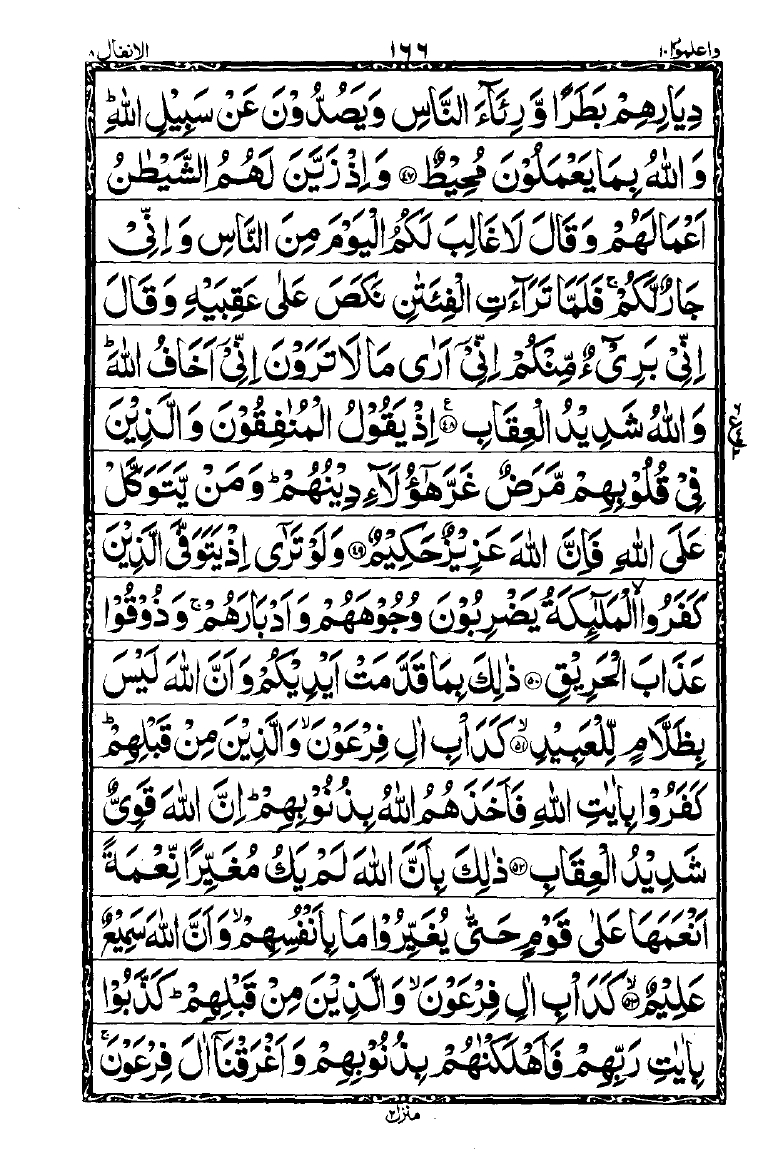 واعلموا ١٠ ١٦٦ الانفال ٨
دِيَارِهِمْ بَطَرًا وَّ رِئَآءَ النَّاسِ وَيَصُدُّوْنَ عَنْ سَبِيْلِ اللّٰهِ ؕ
وَ اللّٰهُ بِمَا يَعْمَلُوْنَ مُحِيْطٌ ﴿۴۷﴾ وَ اِذْ زَيَّنَ لَهُمُ الشَّيْطٰنُ
اَعْمَالَهُمْ وَ قَالَ لَا غَالِبَ لَكُمُ الْيَوْمَ مِنَ النَّاسِ وَ اِنِّيْ
جَارٌ لَّكُمْ ۚ فَلَمَّا تَرَآءَتِ الْفِئَتٰنِ نَكَصَ عَلٰى عَقِبَيْهِ وَ قَالَ
اِنِّيْ بَرِيْٓءٌ مِّنْكُمْ اِنِّيْٓ اَرٰى مَا لَا تَرَوْنَ اِنِّيْٓ اَخَافُ اللّٰهَ ؕ
وَ اللّٰهُ شَدِيْدُ الْعِقَابِ ﴿۴۸﴾ ع اِذْ يَقُوْلُ الْمُنٰفِقُوْنَ وَ الَّذِيْنَ
فِيْ قُلُوْبِهِمْ مَّرَضٌ غَرَّ هٰٓؤُلَآءِ دِيْنُهُمْ ؕ وَ مَنْ يَّتَوَكَّلْ
عَلَى اللّٰهِ فَاِنَّ اللّٰهَ عَزِيْزٌ حَكِيْمٌ ﴿۴۹﴾ وَ لَوْ تَرٰٓى اِذْ يَتَوَفَّى الَّذِيْنَ
كَفَرُوا ۙ الْمَلٰٓئِكَةُ يَضْرِبُوْنَ وُجُوْهَهُمْ وَ اَدْبَارَهُمْ ۚ وَ ذُوْقُوْا
عَذَابَ الْحَرِيْقِ ﴿۵۰﴾ ذٰلِكَ بِمَا قَدَّمَتْ اَيْدِيْكُمْ وَ اَنَّ اللّٰهَ لَيْسَ
بِظَلَّامٍ لِّلْعَبِيْدِ ۙ﴿۵۱﴾ كَدَاْبِ اٰلِ فِرْعَوْنَ ۙ وَ الَّذِيْنَ مِنْ قَبْلِهِمْ ؕ
كَفَرُوْا بِاٰيٰتِ اللّٰهِ فَاَخَذَهُمُ اللّٰهُ بِذُنُوْبِهِمْ ؕ اِنَّ اللّٰهَ قَوِيٌّ
شَدِيْدُ الْعِقَابِ ﴿۵۲﴾ ذٰلِكَ بِاَنَّ اللّٰهَ لَمْ يَكُ مُغَيِّرًا نِّعْمَةً
اَنْعَمَهَا عَلٰى قَوْمٍ حَتّٰى يُغَيِّرُوْا مَا بِاَنْفُسِهِمْ ۙ وَ اَنَّ اللّٰهَ سَمِيْعٌ
عَلِيْمٌ ۙ﴿۵۳﴾ كَدَاْبِ اٰلِ فِرْعَوْنَ ۙ وَ الَّذِيْنَ مِنْ قَبْلِهِمْ ؕ كَذَّبُوْا
بِاٰيٰتِ رَبِّهِمْ فَاَهْلَكْنٰهُمْ بِذُنُوْبِهِمْ وَ اَغْرَقْنَآ اٰلَ فِرْعَوْنَ ۚ
منزل ٢